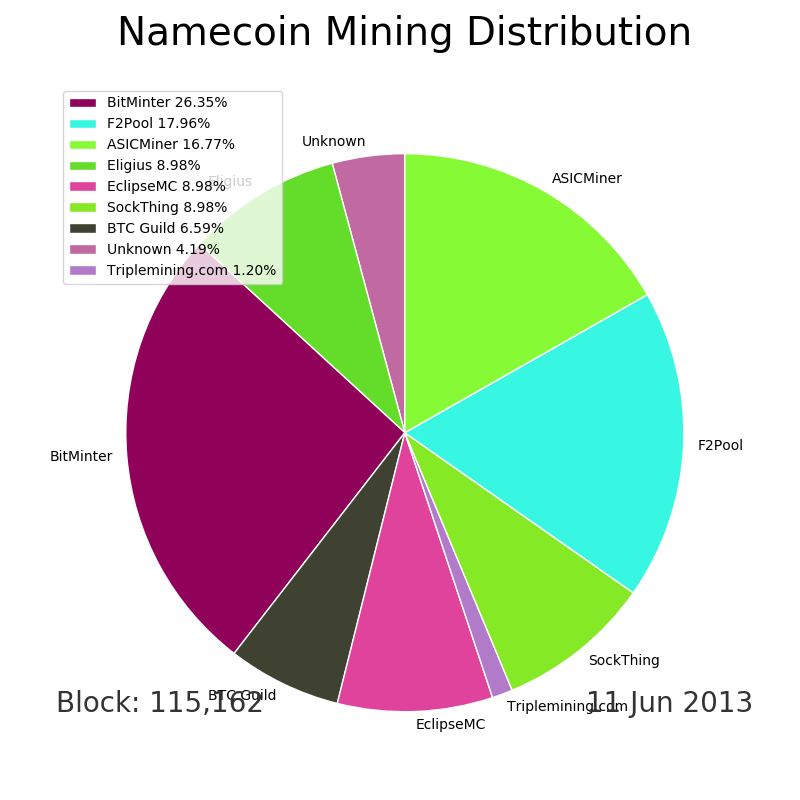 Namecoin Mining Distribution
BitMinter 26.35%
F2Pool 17.96%
ASICMiner 16.77%
Eligius 8.98%
EclipseMC 8.98%
SockThing 8.98%
BTC Guild 6.59%
Unknown 4.19%
Triplemining.com 1.20%
Unknown
ASICMiner
Eligius
BitMinter
F2Pool
SockThing
BTC Guild
Triplemining.com
EclipseMC
Block: 115,162
11 Jun 2013